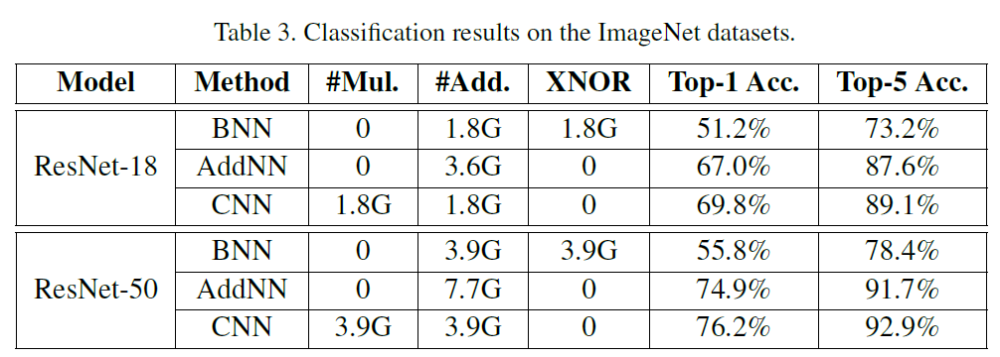 Table 3. Classification results on the ImageNet datasets.
Model Method #Mul. #Add. XNOR Top-1 Acc. Top-5 Acc.
ResNet-18 BNN 0 1.8G 1.8G 51.2% 73.2%
AddNN 0 3.6G 0 67.0% 87.6%
CNN 1.8G 1.8G 0 69.8% 89.1%
ResNet-50 BNN 0 3.9G 3.9G 55.8% 78.4%
AddNN 0 7.7G 0 74.9% 91.7%
CNN 3.9G 3.9G 0 76.2% 92.9%